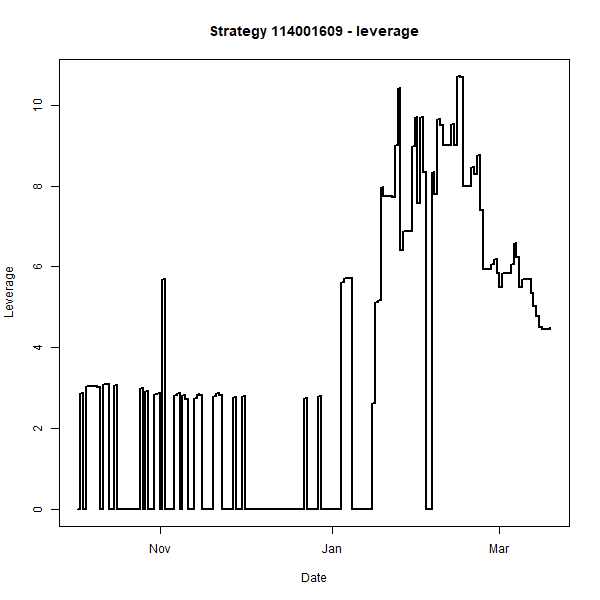 Strategy 114001609 - leverage
Leverage
10
8
6
4
2
0
Nov
Jan
Mar
Date